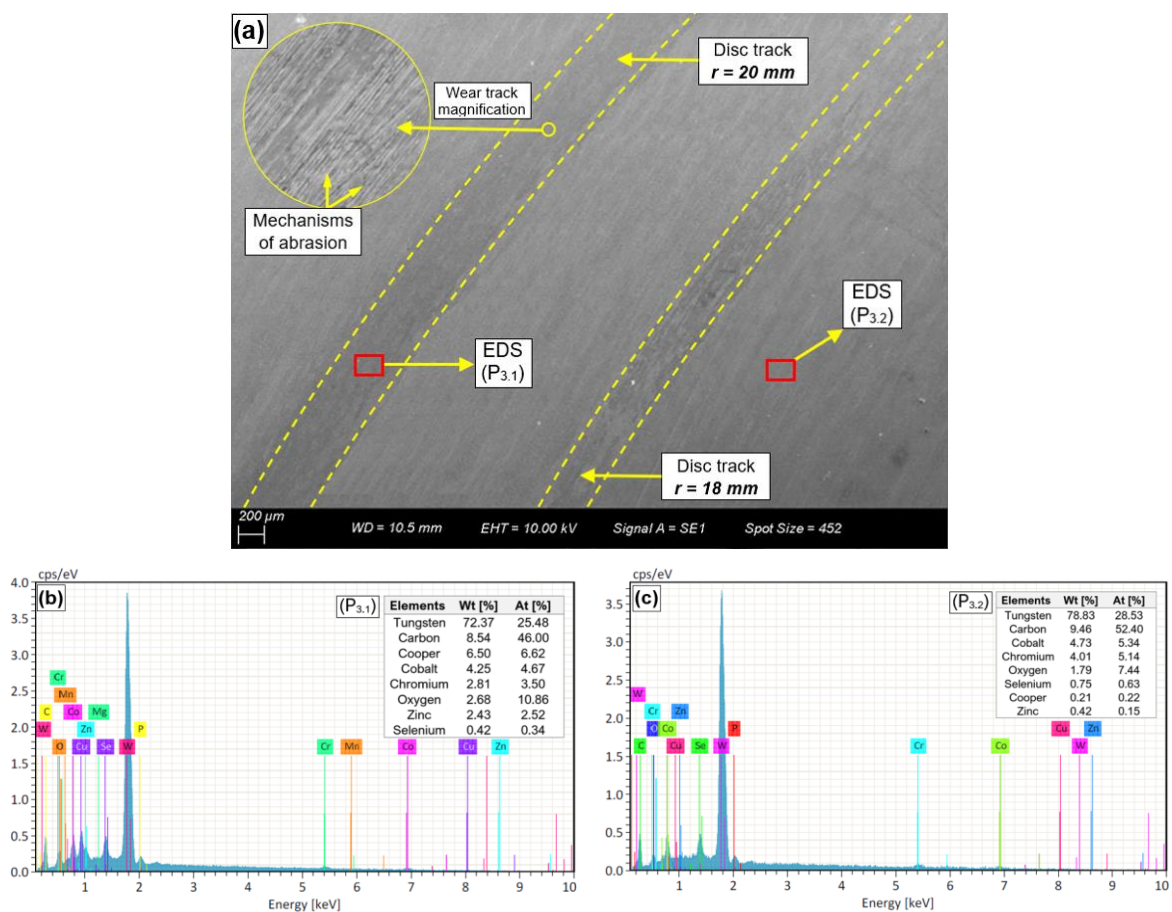 (a)
Disc track
r = 20 mm
Wear track
magnification
Mechanisms
of abrasion
EDS
(P3.2)
EDS
(P3.1)
Disc track
r = 18 mm
200 µm
WD = 10.5 mm EHT = 10.00 kV Signal A = SE1 Spot Size = 452
cps/eV
(b)
(P3.1)
Elements Wt [%] At [%]
Tungsten 72.37 25.48
Carbon 8.54 46.00
Cooper 6.50 6.62
Cobalt 4.25 4.67
Chromium 2.81 3.50
Oxygen 2.68 10.86
Zinc 2.43 2.52
Selenium 0.42 0.34
4.0
3.5
3.0
2.5
2.0
1.5
1.0
0.5
0.0
Cr
Mn
C Co Mg
W Zn P
O Cu Se W Cr Mn Co Cu Zn
1 2 3 4 5 6 7 8 9 10
Energy [keV]
cps/eV
(c)
(P3.2)
Elements Wt [%] At [%]
Tungsten 78.83 28.53
Carbon 9.46 52.40
Cobalt 4.73 5.34
Chromium 4.01 5.14
Oxygen 1.79 7.44
Selenium 0.75 0.63
Cooper 0.21 0.22
Zinc 0.42 0.15
3.5
3.0
2.5
2.0
1.5
1.0
0.5
0.0
W
Cr Zn
O Co Cu P Cu Zn
C Cu Se W Cr Co W
1 2 3 4 5 6 7 8 9 10
Energy [keV]